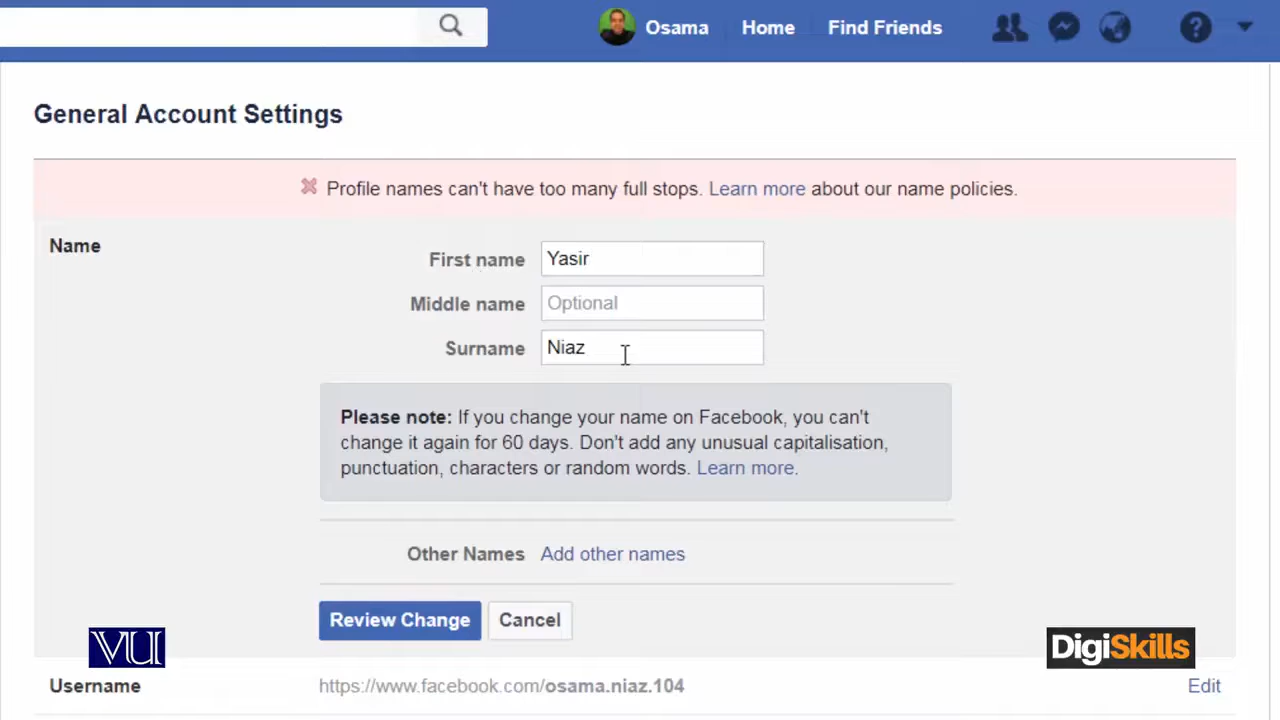 Osama Home Find Friends
General Account Settings
Profile names can't have too many full stops. Learn more about our name policies.
Name
First name Yasir
Middle name Optional
Surname Niaz
Please note: If you change your name on Facebook, you can't
change it again for 60 days. Don't add any unusual capitalisation,
punctuation, characters or random words. Learn more.
Other Names Add other names
Review Change Cancel
VU DigiSkills
Username https://www.facebook.com/osama.niaz.104 Edit